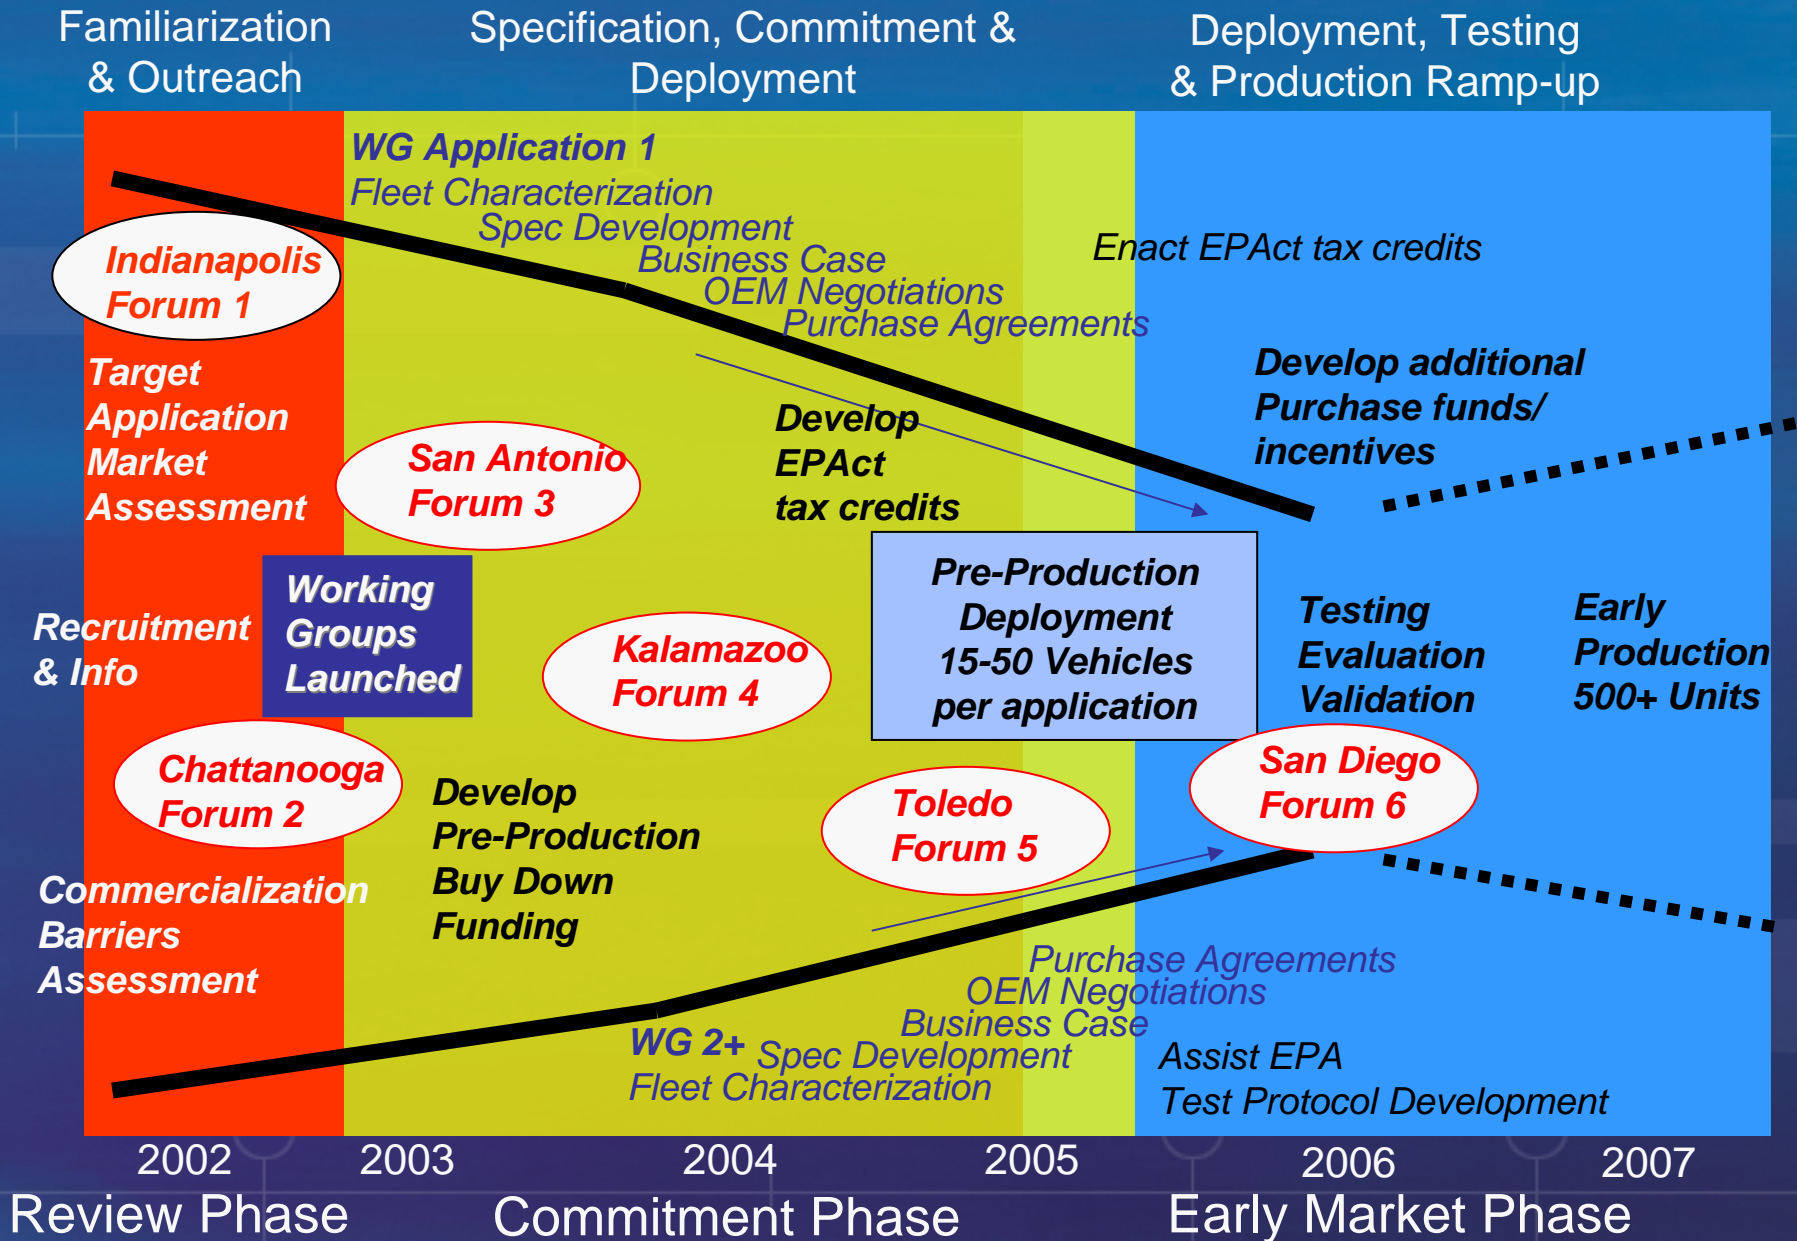 Familiarization
& Outreach
Specification, Commitment &
Deployment
Deployment, Testing
& Production Ramp-up
WG Application 1
Fleet Characterization
Spec Development
Business Case
OEM Negotiations
Purchase Agreements
Enact EPAct tax credits
Indianapolis
Forum 1
Target
Application
Market
Assessment
San Antonio
Forum 3
Develop
EPAct
tax credits
Develop additional
Purchase funds/
incentives
Recruitment
& Info
Working
Groups
Launched
Kalamazoo
Forum 4
Pre-Production
Deployment
15-50 Vehicles
per application
Testing
Evaluation
Validation
Early
Production
500+ Units
Chattanooga
Forum 2
Develop
Pre-Production
Buy Down
Funding
Toledo
Forum 5
San Diego
Forum 6
Commercialization
Barriers
Assessment
Purchase Agreements
OEM Negotiations
Business Case
WG 2+ Spec Development
Fleet Characterization
Assist EPA
Test Protocol Development
2002 2003 2004 2005 2006 2007
Review Phase Commitment Phase Early Market Phase